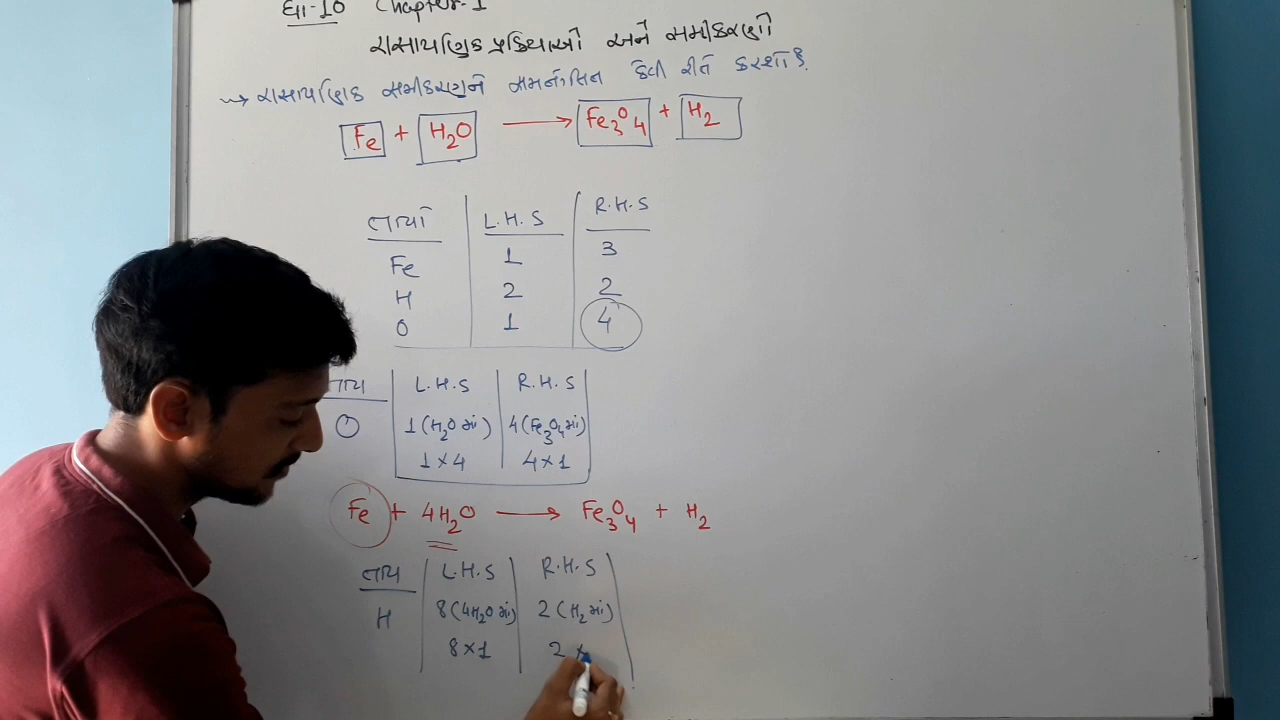 ધો-10 Chapter-1
રાસાયણિક પ્રક્રિયાઓ અને સમીકરણો
રાસાયણિક સમીકરણને સમતોલિત કેવી રીતે કરશો?
Fe + H₂O ⟶ Fe₃O₄ + H₂
તત્વો L.H.S R.H.S
Fe 1 3
H 2 2
O 1 4
તત્વ L.H.S R.H.S
O 1 (H₂O માં) 4 (Fe₃O₄ માં)
1 × 4 4 × 1
Fe + 4H₂O ⟶ Fe₃O₄ + H₂
તત્વ L.H.S R.H.S
H 8 (4H₂O માં) 2 (H₂ માં)
8 × 1 2 ×